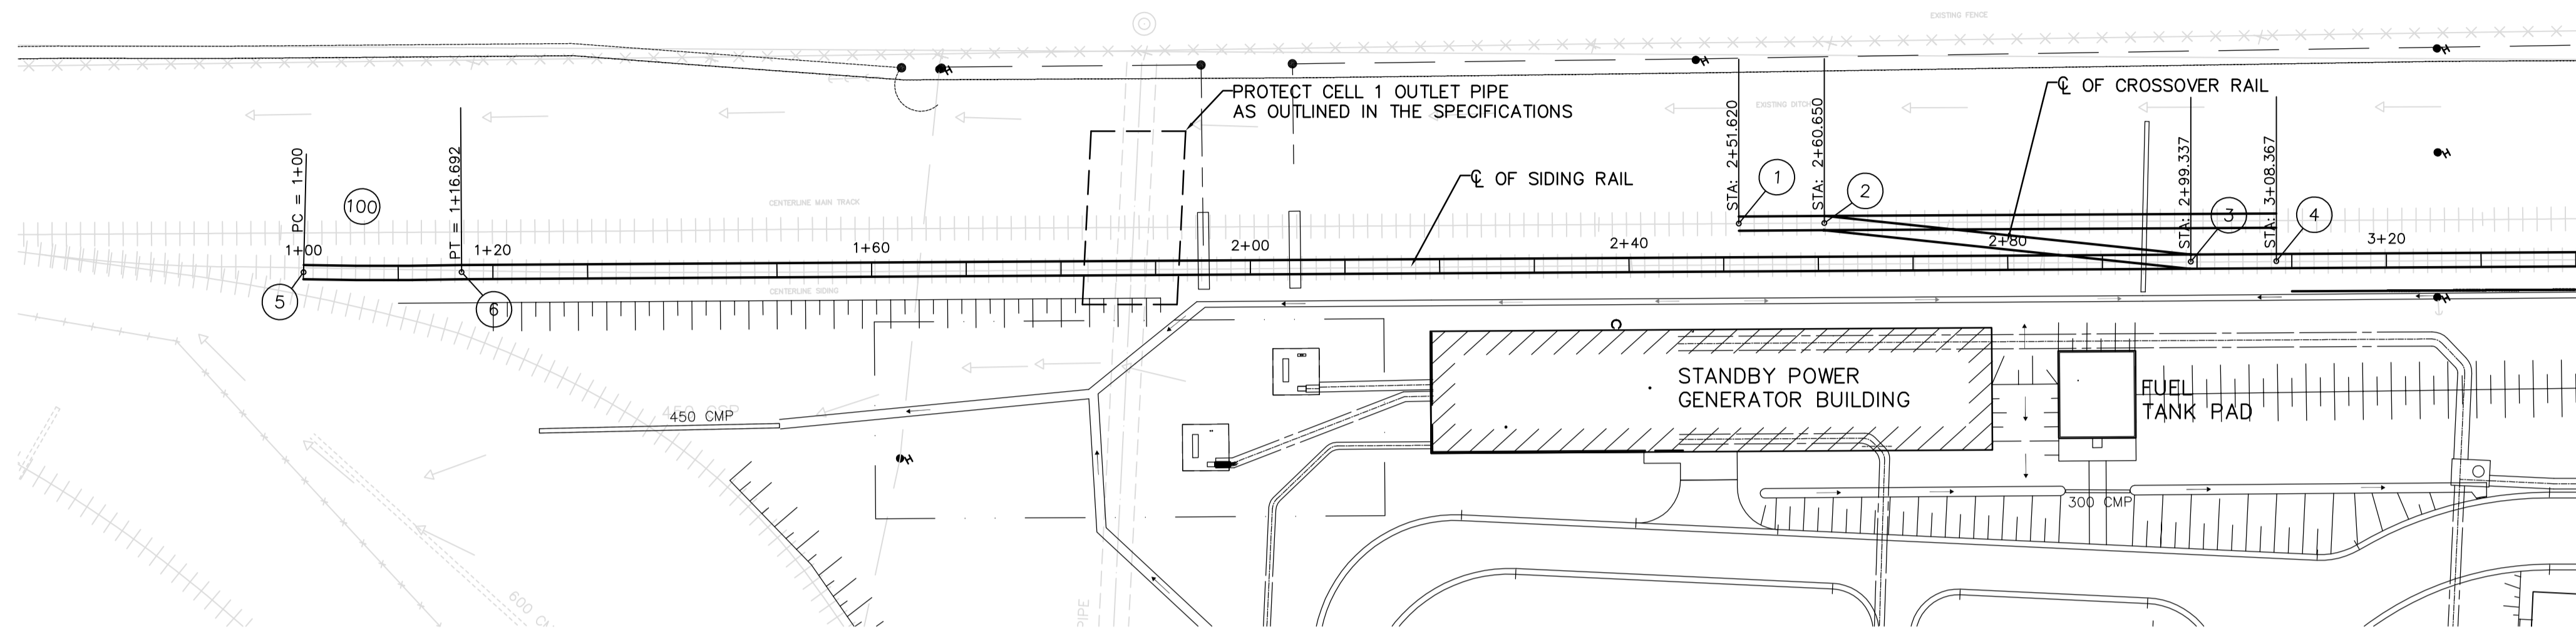 EXISTING FENCE
PROTECT CELL 1 OUTLET PIPE
AS OUTLINED IN THE SPECIFICATIONS
℄ OF CROSSOVER RAIL
EXISTING DITCH
STA: 2+51.620
STA: 2+60.650
STA: 2+99.337
STA: 3+08.367
PC = 1+00
PT = 1+16.692
100
℄ OF SIDING RAIL
1
2
3
4
CENTERLINE MAIN TRACK
1+00
1+20
1+60
2+00
2+40
2+80
3+20
5
6
CENTERLINE SIDING
STANDBY POWER
GENERATOR BUILDING
FUEL
TANK PAD
450 CSP
450 CMP
300 CMP
600
PIPE